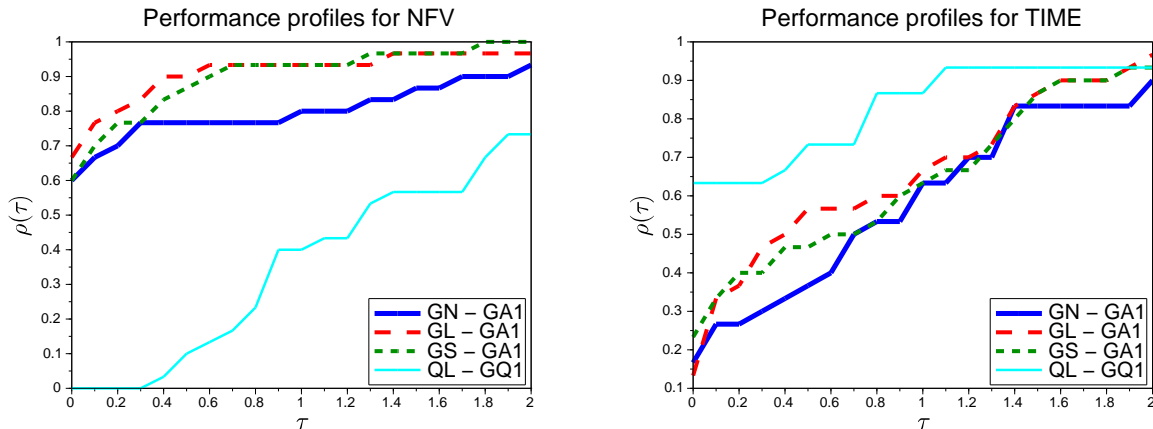 Performance profiles for NFV
1
0.9
0.8
0.7
0.6
0.5
0.4
0.3
0.2
0.1
0
ρ(τ)
0 0.2 0.4 0.6 0.8 1 1.2 1.4 1.6 1.8 2
τ
GN – GA1
GL – GA1
GS – GA1
QL – GQ1
Performance profiles for TIME
1
0.9
0.8
0.7
0.6
0.5
0.4
0.3
0.2
0.1
ρ(τ)
0 0.2 0.4 0.6 0.8 1 1.2 1.4 1.6 1.8 2
τ
GN – GA1
GL – GA1
GS – GA1
QL – GQ1